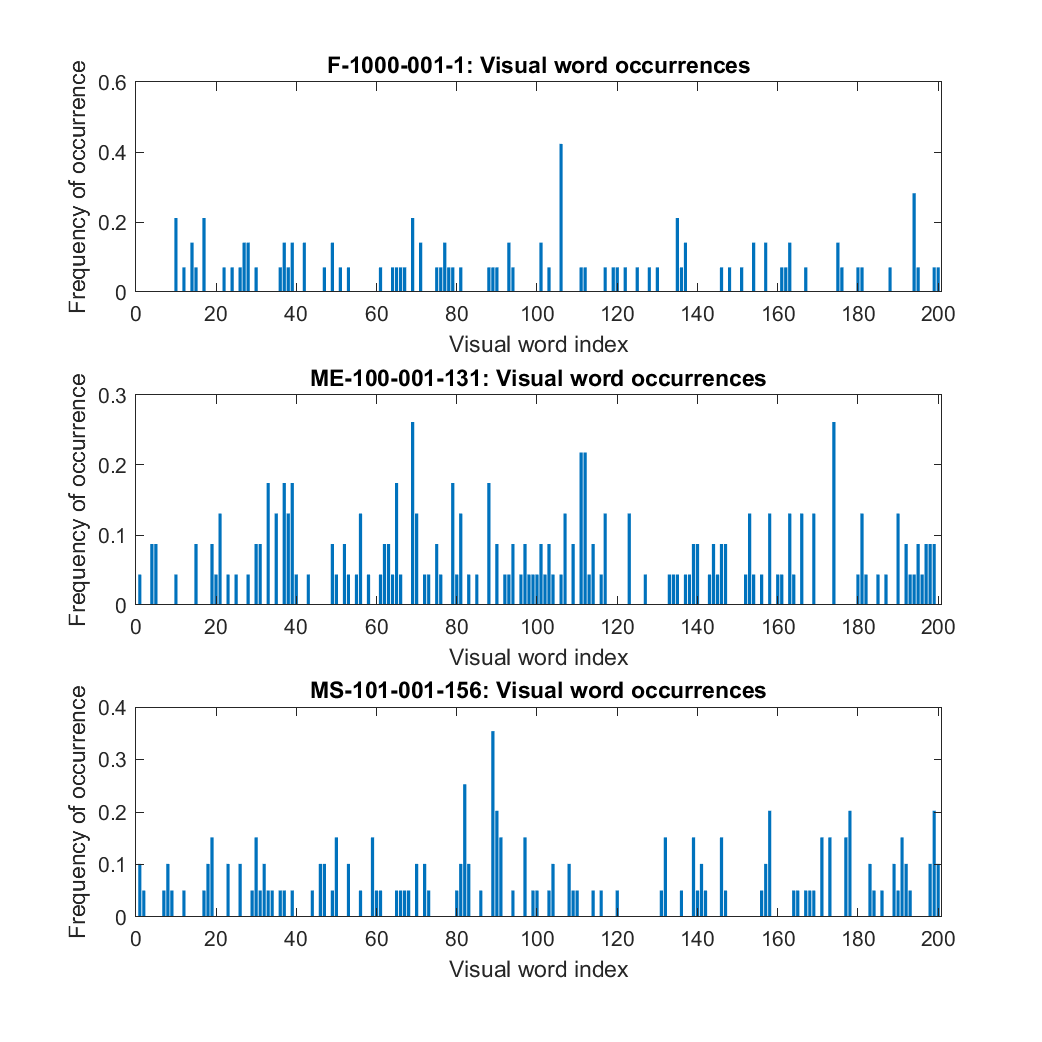 F-1000-001-1: Visual word occurrences
Frequency of occurrence
0.6
0.4
0.2
0
0 20 40 60 80 100 120 140 160 180 200
Visual word index
ME-100-001-131: Visual word occurrences
Frequency of occurrence
0.3
0.2
0.1
0
0 20 40 60 80 100 120 140 160 180 200
Visual word index
MS-101-001-156: Visual word occurrences
Frequency of occurrence
0.4
0.3
0.2
0.1
0
0 20 40 60 80 100 120 140 160 180 200
Visual word index